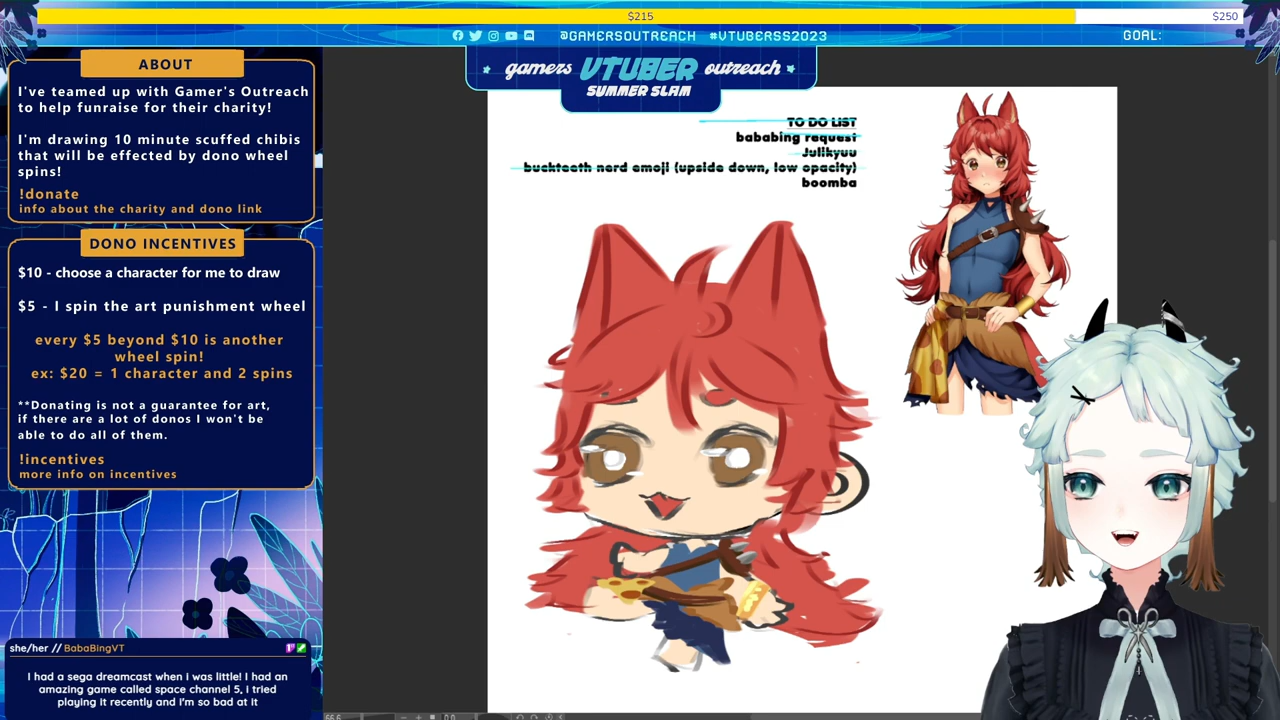 $215
$250
@GAMERSOUTREACH #VTUBERSS2023
GOAL:
gamers VTUBER outreach
SUMMER SLAM
ABOUT
I've teamed up with Gamer's Outreach
to help funraise for their charity!
I'm drawing 10 minute scuffed chibis
that will be effected by dono wheel
spins!
!donate
info about the charity and dono link
DONO INCENTIVES
$10 - choose a character for me to draw
$5 - I spin the art punishment wheel
every $5 beyond $10 is another
wheel spin!
ex: $20 = 1 character and 2 spins
**Donating is not a guarantee for art,
if there are a lot of donos I won't be
able to do all of them.
!incentives
more info on incentives
TO DO LIST
bababing request
Julikyuu
buckteeth nerd emoji (upside down, low opacity)
boomba
she/her // BabaBingVT
I had a sega dreamcast when i was little! I had an
amazing game called space channel 5, i tried
playing it recently and I'm so bad at it